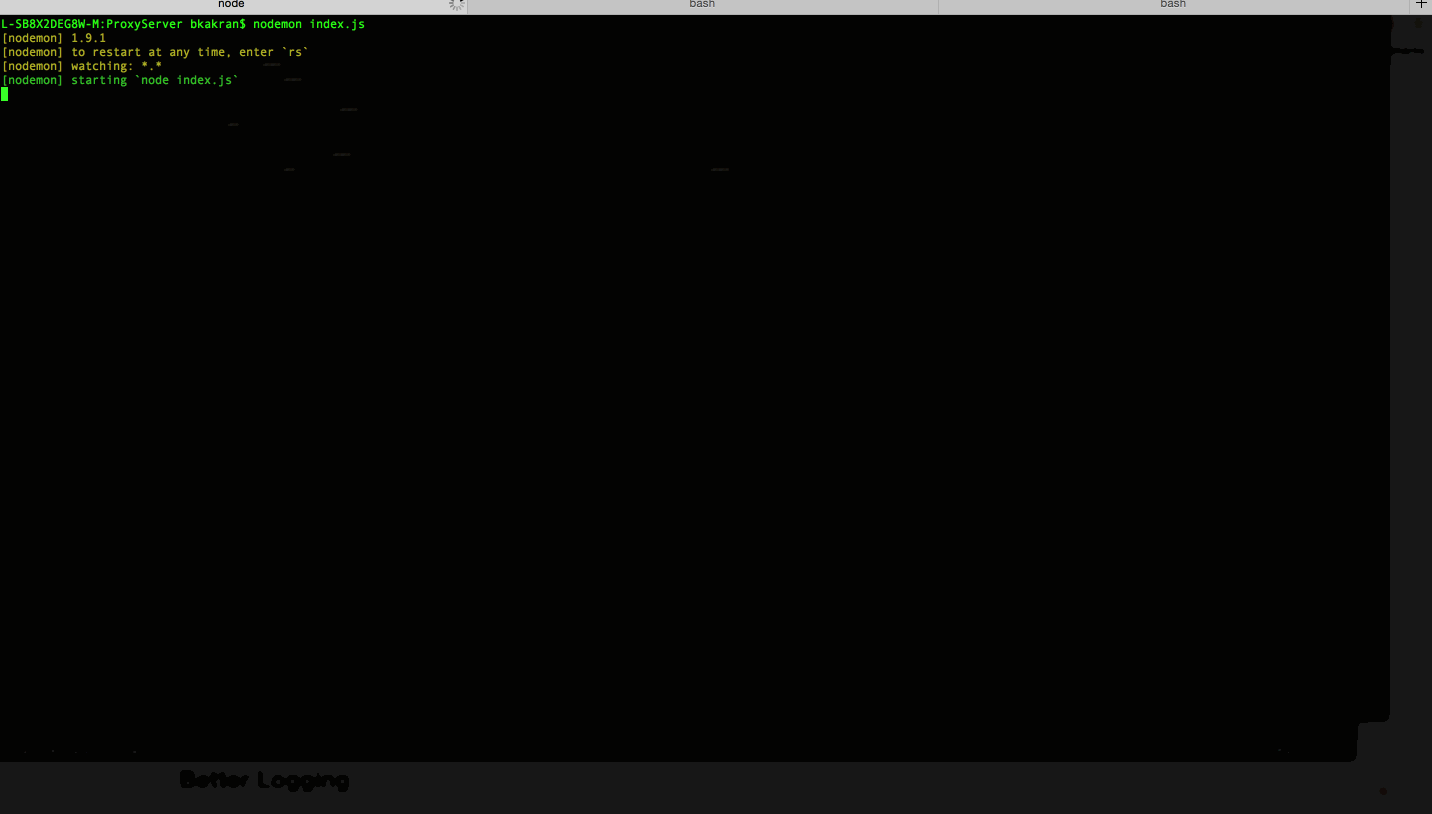 node bash bash +
L-SB8X2DEG8W-M:ProxyServer bkakran$ nodemon index.js
[nodemon] 1.9.1
[nodemon] to restart at any time, enter `rs`
[nodemon] watching: *.*
[nodemon] starting `node index.js`
Better Logging